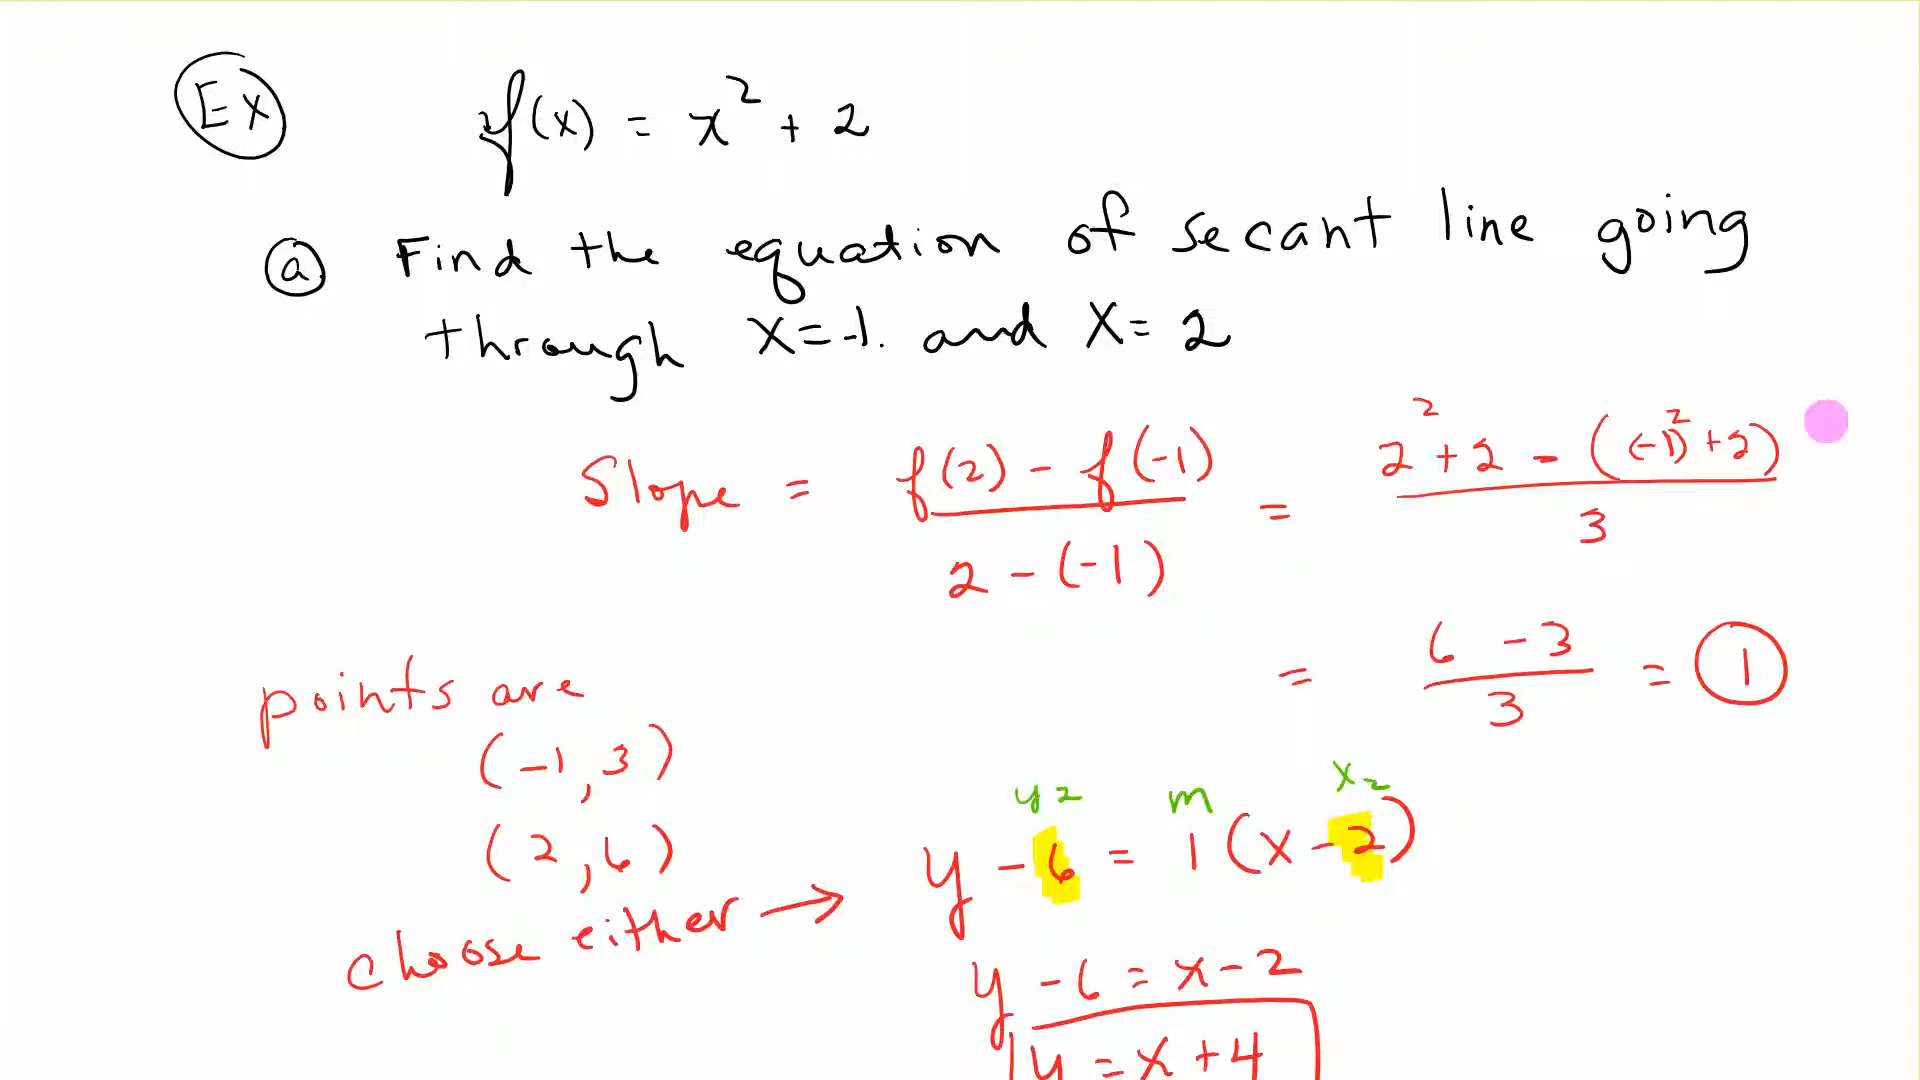 Ex f(x) = x² + 2
ⓐ Find the equation of secant line going
through x=-1. and x= 2
Slope = f(2) - f(-1) / 2 - (-1) = 2² + 2 - ((-1)² + 2) / 3
= 6 - 3 / 3 = 1
points are
(-1, 3)
(2, 6)
choose either →
y2 m x2
y - 6 = 1 (x - 2)
y - 6 = x - 2
y = x + 4